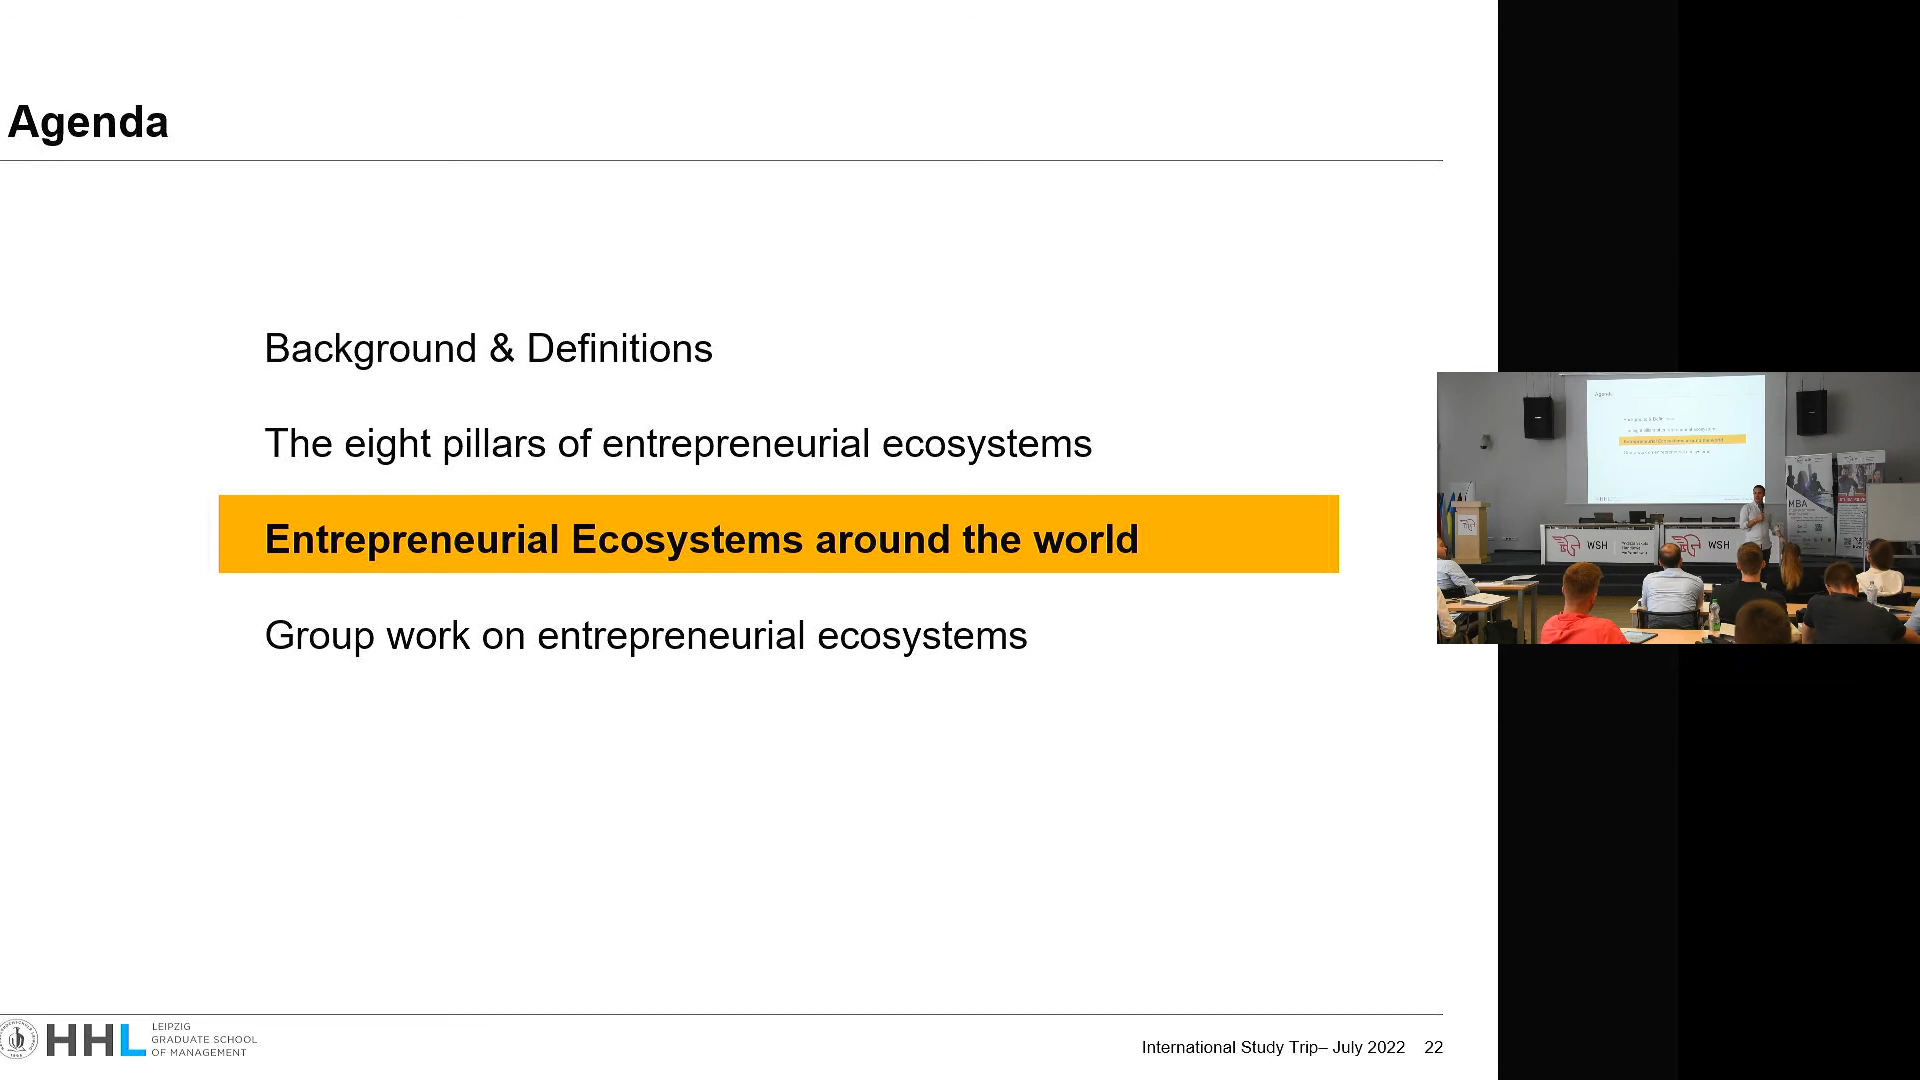 Agenda
Background & Definitions
The eight pillars of entrepreneurial ecosystems
Entrepreneurial Ecosystems around the world
Group work on entrepreneurial ecosystems
HHL
LEIPZIG
GRADUATE SCHOOL
OF MANAGEMENT
International Study Trip– July 2022 22
Agenda
MBA
WSH
WSH